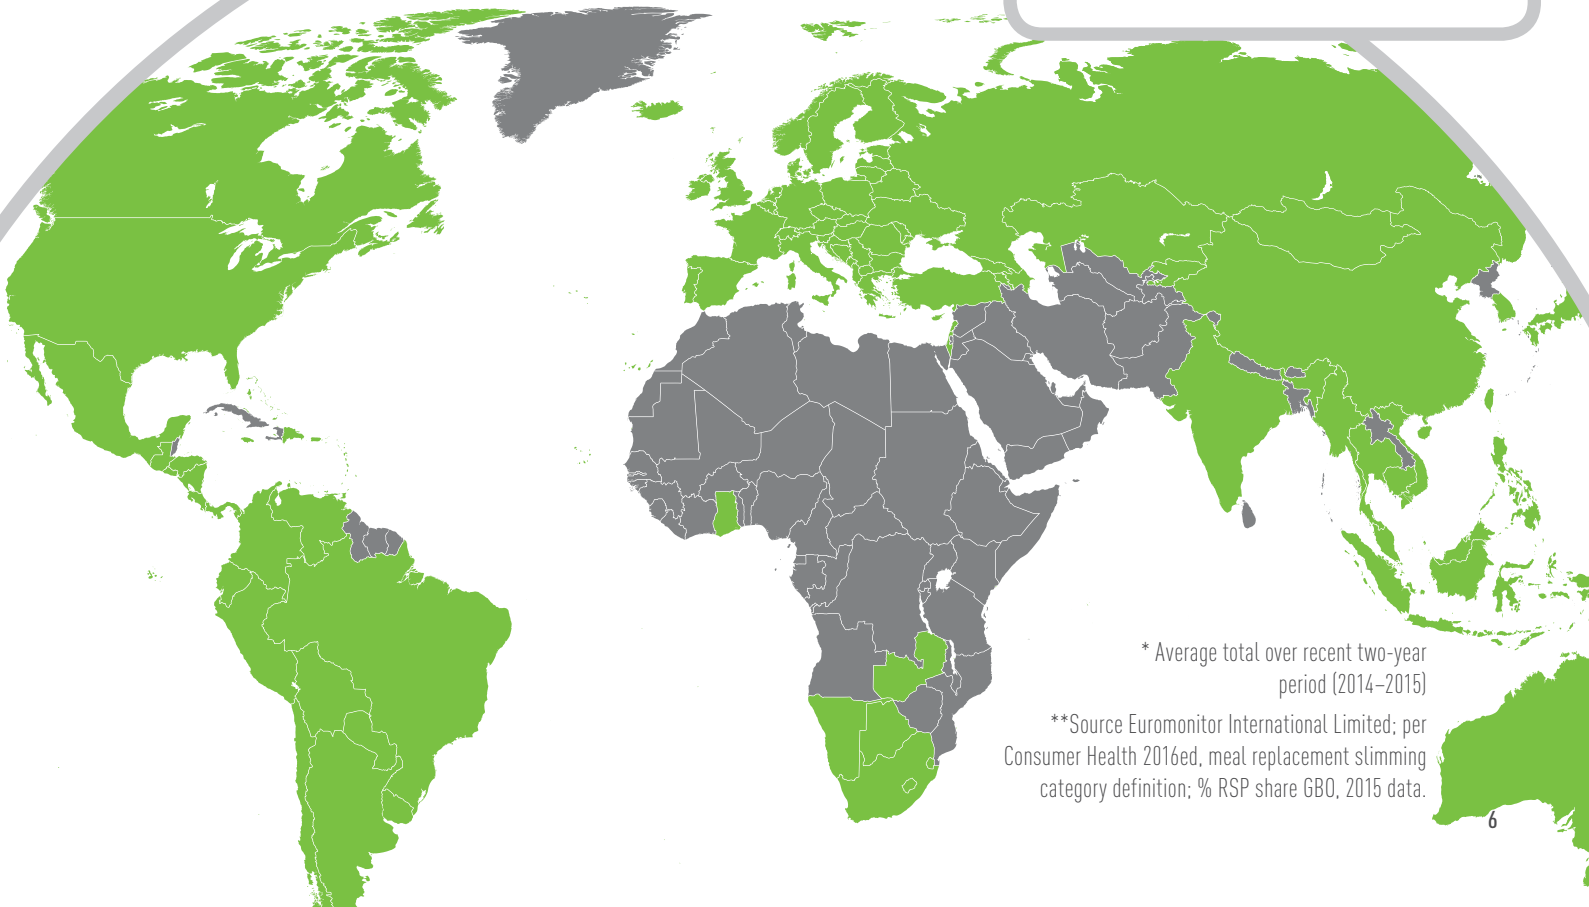 * Average total over recent two-year
period (2014–2015)
**Source Euromonitor International Limited; per
Consumer Health 2016ed, meal replacement slimming
category definition; % RSP share GBO, 2015 data.
6